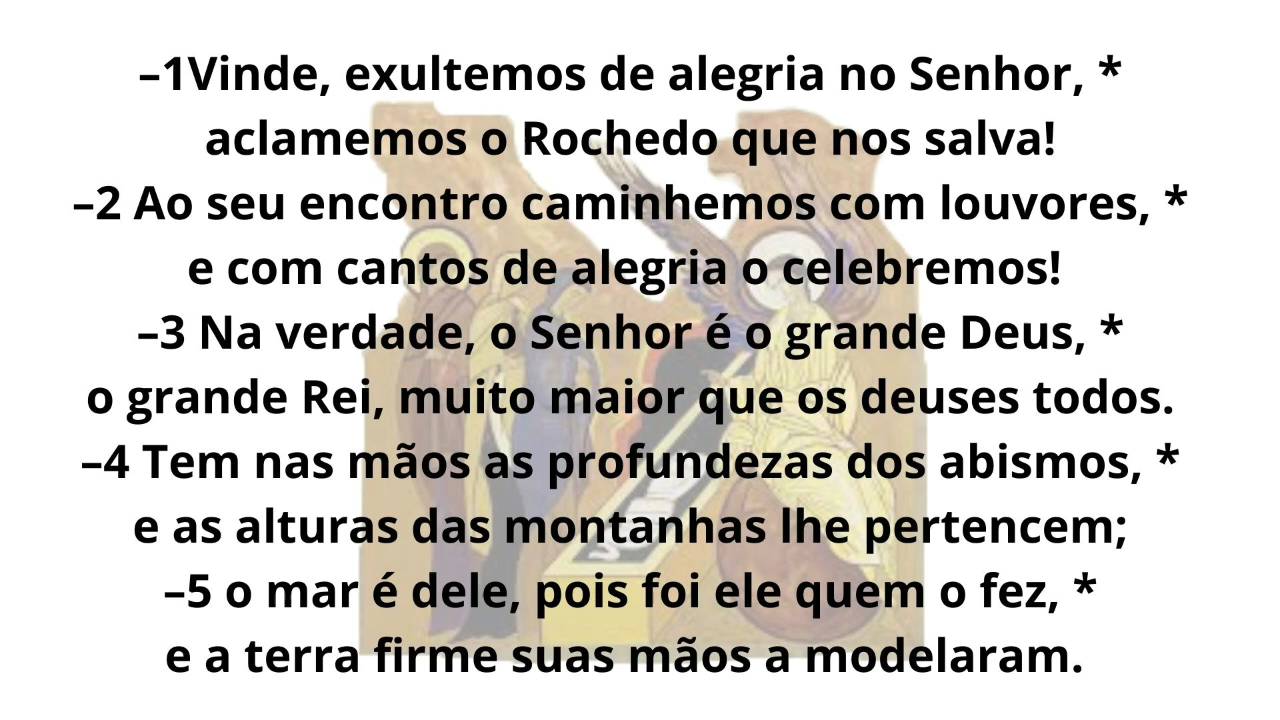 –1Vinde, exultemos de alegria no Senhor, *
aclamemos o Rochedo que nos salva!
–2 Ao seu encontro caminhemos com louvores, *
e com cantos de alegria o celebremos!
–3 Na verdade, o Senhor é o grande Deus, *
o grande Rei, muito maior que os deuses todos.
–4 Tem nas mãos as profundezas dos abismos, *
e as alturas das montanhas lhe pertencem;
–5 o mar é dele, pois foi ele quem o fez, *
e a terra firme suas mãos a modelaram.